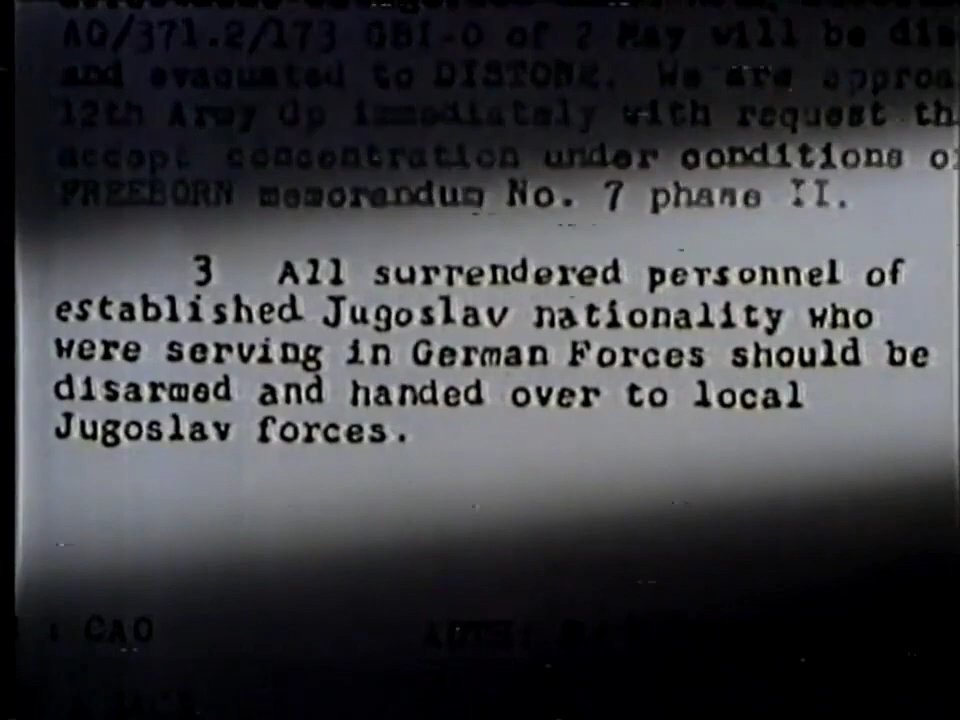 AG/371.2/173 GBI-O of 2 May will be dis
and evaquated to DISTONE. We are approa
12th Army Gp immediately with request th
accept concentration under conditions o
FREEBORN memorandum No. 7 phase II.
3 All surrendered personnel of
established Jugoslav nationality who
were serving in German Forces should be
disarmed and handed over to local
Jugoslav forces.
: CAO